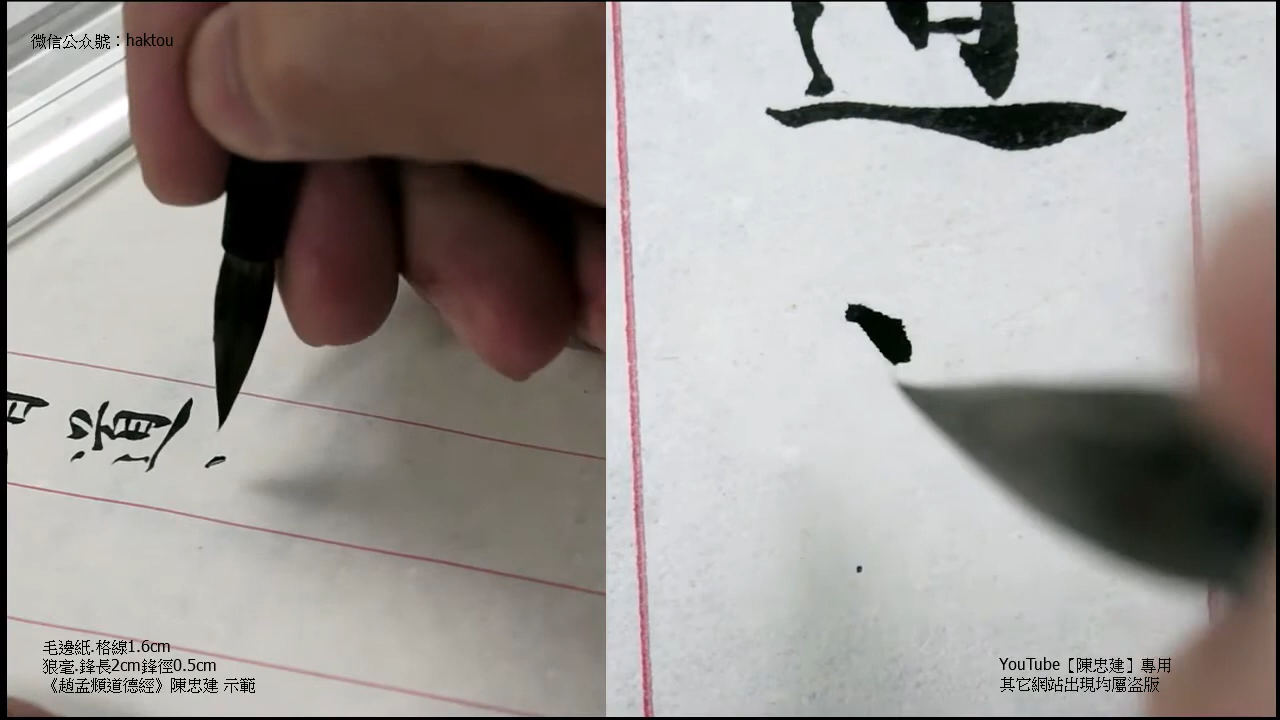 微信公众號：haktou
毛邊紙.格線1.6cm
狼毫.鋒長2cm鋒徑0.5cm
《趙孟頫道德經》陳忠建 示範
YouTube［陳忠建］專用
其它網站出現均屬盜版